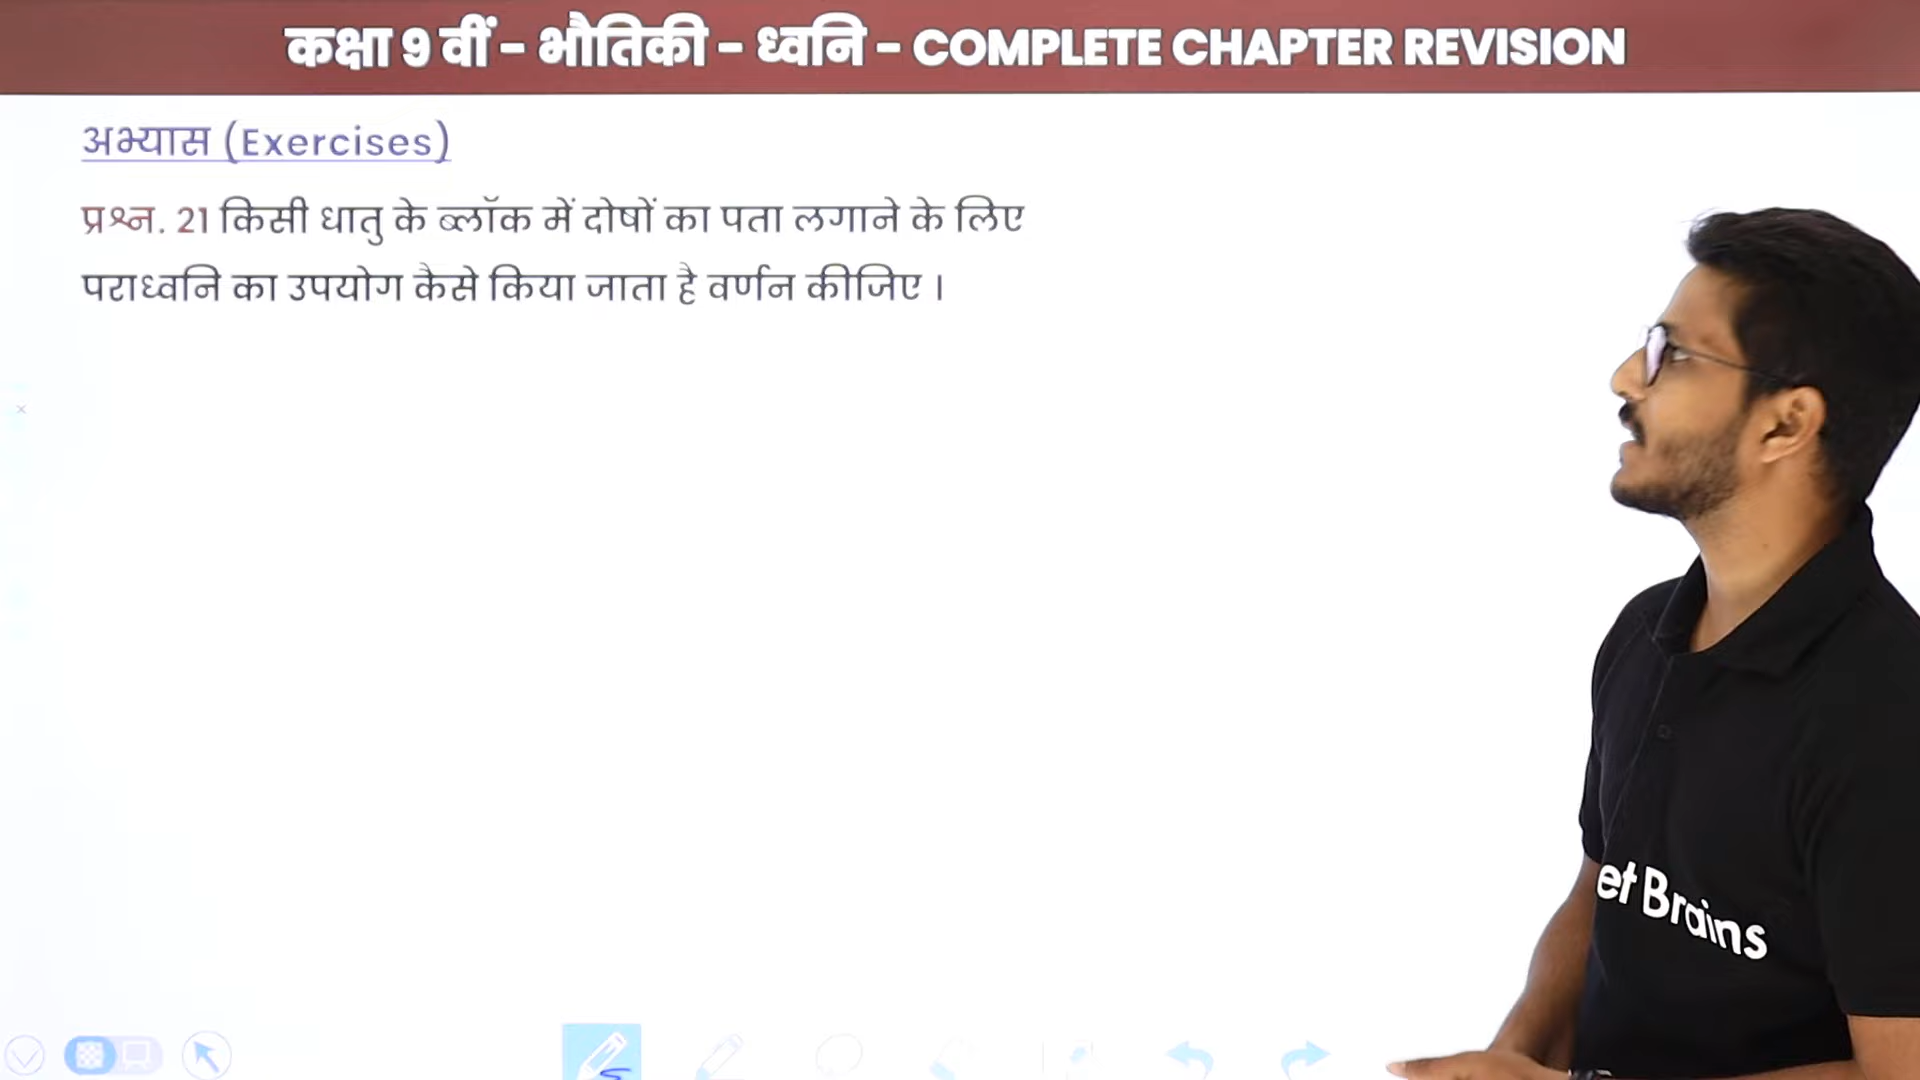 कक्षा 9 वीं - भौतिकी - ध्वनि - COMPLETE CHAPTER REVISION
अभ्यास (Exercises)
प्रश्न. 21 किसी धातु के ब्लॉक में दोषों का पता लगाने के लिए
पराध्वनि का उपयोग कैसे किया जाता है वर्णन कीजिए ।
et Brains